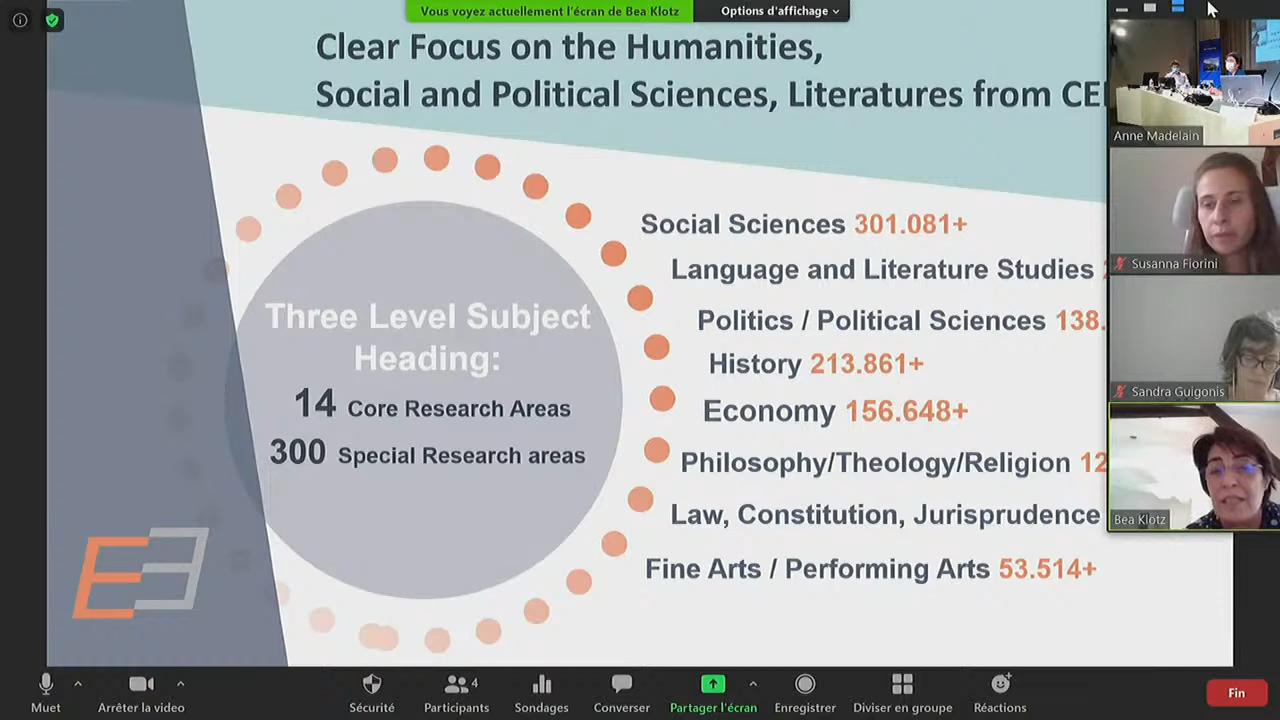 Vous voyez actuellement l'écran de Bea Klotz
Options d'affichage
Clear Focus on the Humanities,
Social and Political Sciences, Literatures from
Three Level Subject
Heading:
14 Core Research Areas
300 Special Research areas
Social Sciences 301.081+
Language and Literature Studies
Politics / Political Sciences 138.
History 213.861+
Economy 156.648+
Philosophy/Theology/Religion 12
Law, Constitution, Jurisprudence
Fine Arts / Performing Arts 53.514+
Anne Madelain
Susanna Fiorini
Sandra Guigonis
Bea Klotz
Muet
Arrêter la video
Sécurité
4
Participants
Sondages
Converser
Partager l'écran
Enregistrer
Diviser en groupe
Réactions
Fin